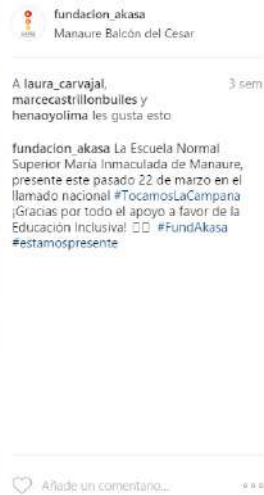 fundacion_akasa
Manaure Balcón del Cesar
A laura_carvajal, 3 sem
marcecastrillonbuiles y
henaoyolima les gusta esto
fundacion_akasa La Escuela Normal
Superior María Inmaculada de Manaure,
presente este pasado 22 de marzo en el
llamado nacional #TocamosLaCampana
¡Gracias por todo el apoyo a favor de la
Educación Inclusiva! #FundAkasa
#estamospresente
Añade un comentario...